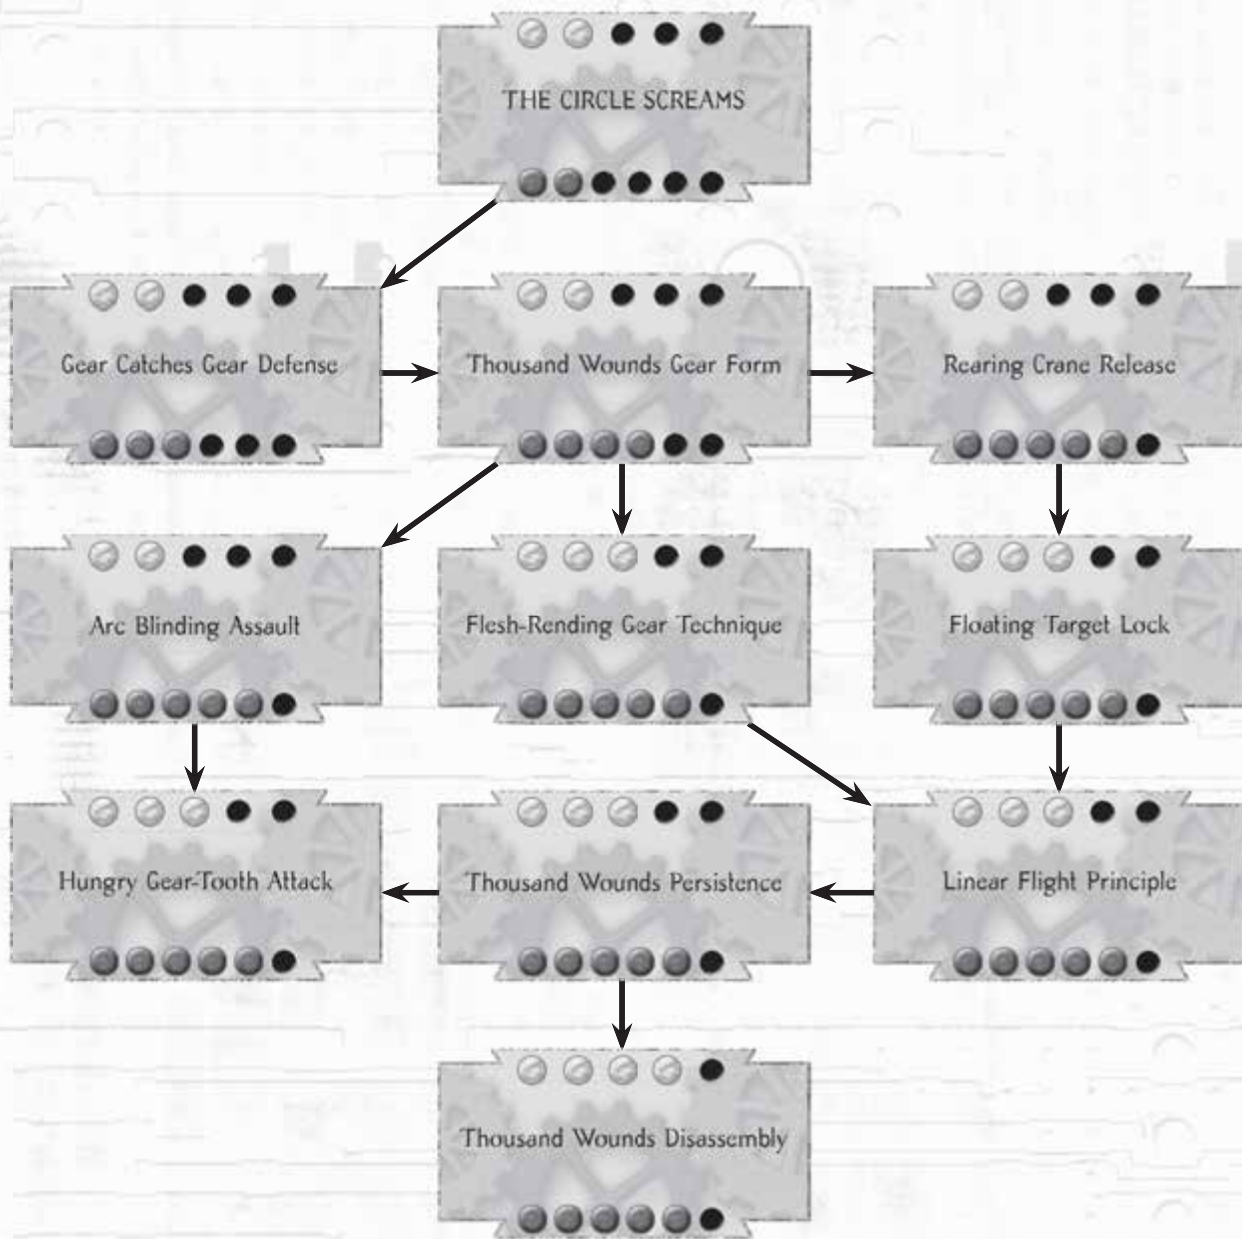 THE CIRCLE SCREAMS
Gear Catches Gear Defense
Thousand Wounds Gear Form
Rearing Crane Release
Arc Blinding Assault
Flesh-Rending Gear Technique
Floating Target Lock
Hungry Gear-Tooth Attack
Thousand Wounds Persistence
Linear Flight Principle
Thousand Wounds Disassembly